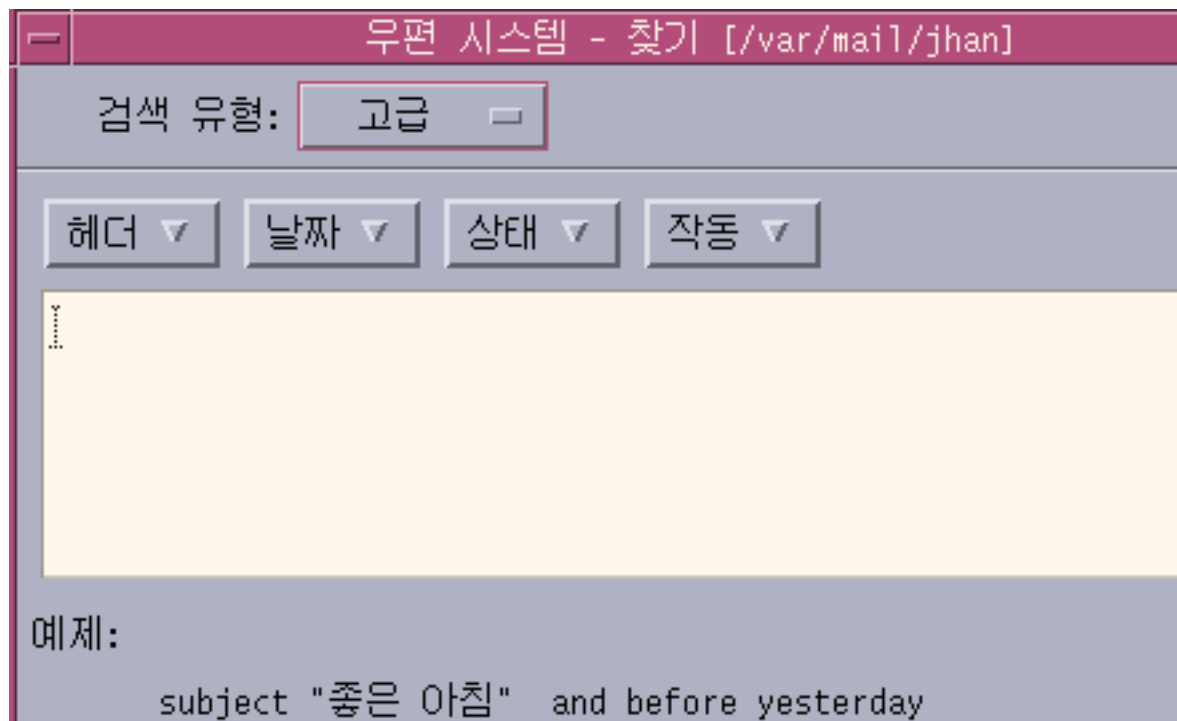 우편 시스템 - 찾기 [/var/mail/jhan]
검색 유형: 고급
헤더 날짜 상태 작동
예제:
subject "좋은 아침" and before yesterday